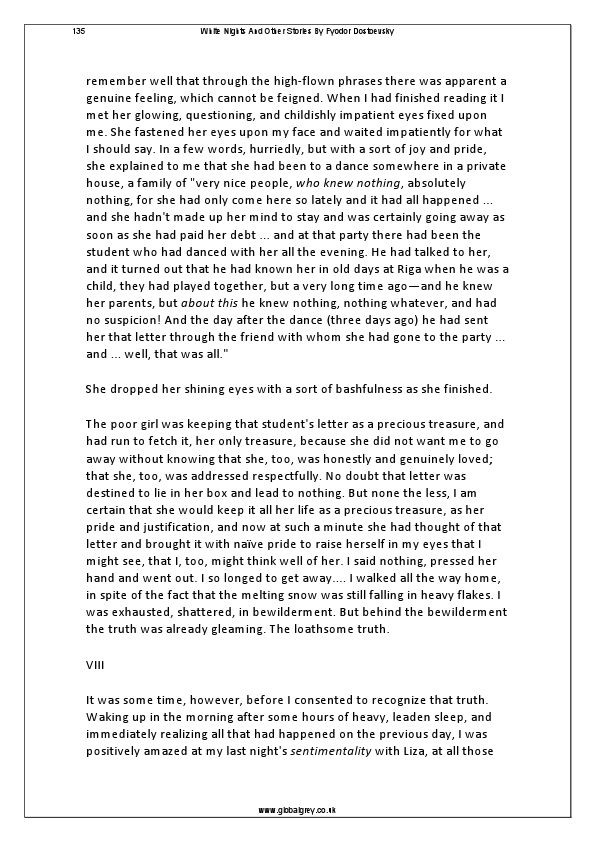 135 White Nights And Other Stories By Fyodor Dostoevsky
remember well that through the high-flown phrases there was apparent a
genuine feeling, which cannot be feigned. When I had finished reading it I
met her glowing, questioning, and childishly impatient eyes fixed upon
me. She fastened her eyes upon my face and waited impatiently for what
I should say. In a few words, hurriedly, but with a sort of joy and pride,
she explained to me that she had been to a dance somewhere in a private
house, a family of "very nice people, who knew nothing, absolutely
nothing, for she had only come here so lately and it had all happened ...
and she hadn't made up her mind to stay and was certainly going away as
soon as she had paid her debt ... and at that party there had been the
student who had danced with her all the evening. He had talked to her,
and it turned out that he had known her in old days at Riga when he was a
child, they had played together, but a very long time ago—and he knew
her parents, but about this he knew nothing, nothing whatever, and had
no suspicion! And the day after the dance (three days ago) he had sent
her that letter through the friend with whom she had gone to the party ...
and ... well, that was all."
She dropped her shining eyes with a sort of bashfulness as she finished.
The poor girl was keeping that student's letter as a precious treasure, and
had run to fetch it, her only treasure, because she did not want me to go
away without knowing that she, too, was honestly and genuinely loved;
that she, too, was addressed respectfully. No doubt that letter was
destined to lie in her box and lead to nothing. But none the less, I am
certain that she would keep it all her life as a precious treasure, as her
pride and justification, and now at such a minute she had thought of that
letter and brought it with naïve pride to raise herself in my eyes that I
might see, that I, too, might think well of her. I said nothing, pressed her
hand and went out. I so longed to get away.... I walked all the way home,
in spite of the fact that the melting snow was still falling in heavy flakes. I
was exhausted, shattered, in bewilderment. But behind the bewilderment
the truth was already gleaming. The loathsome truth.
VIII
It was some time, however, before I consented to recognize that truth.
Waking up in the morning after some hours of heavy, leaden sleep, and
immediately realizing all that had happened on the previous day, I was
positively amazed at my last night's sentimentality with Liza, at all those
www.globalgrey.co.uk